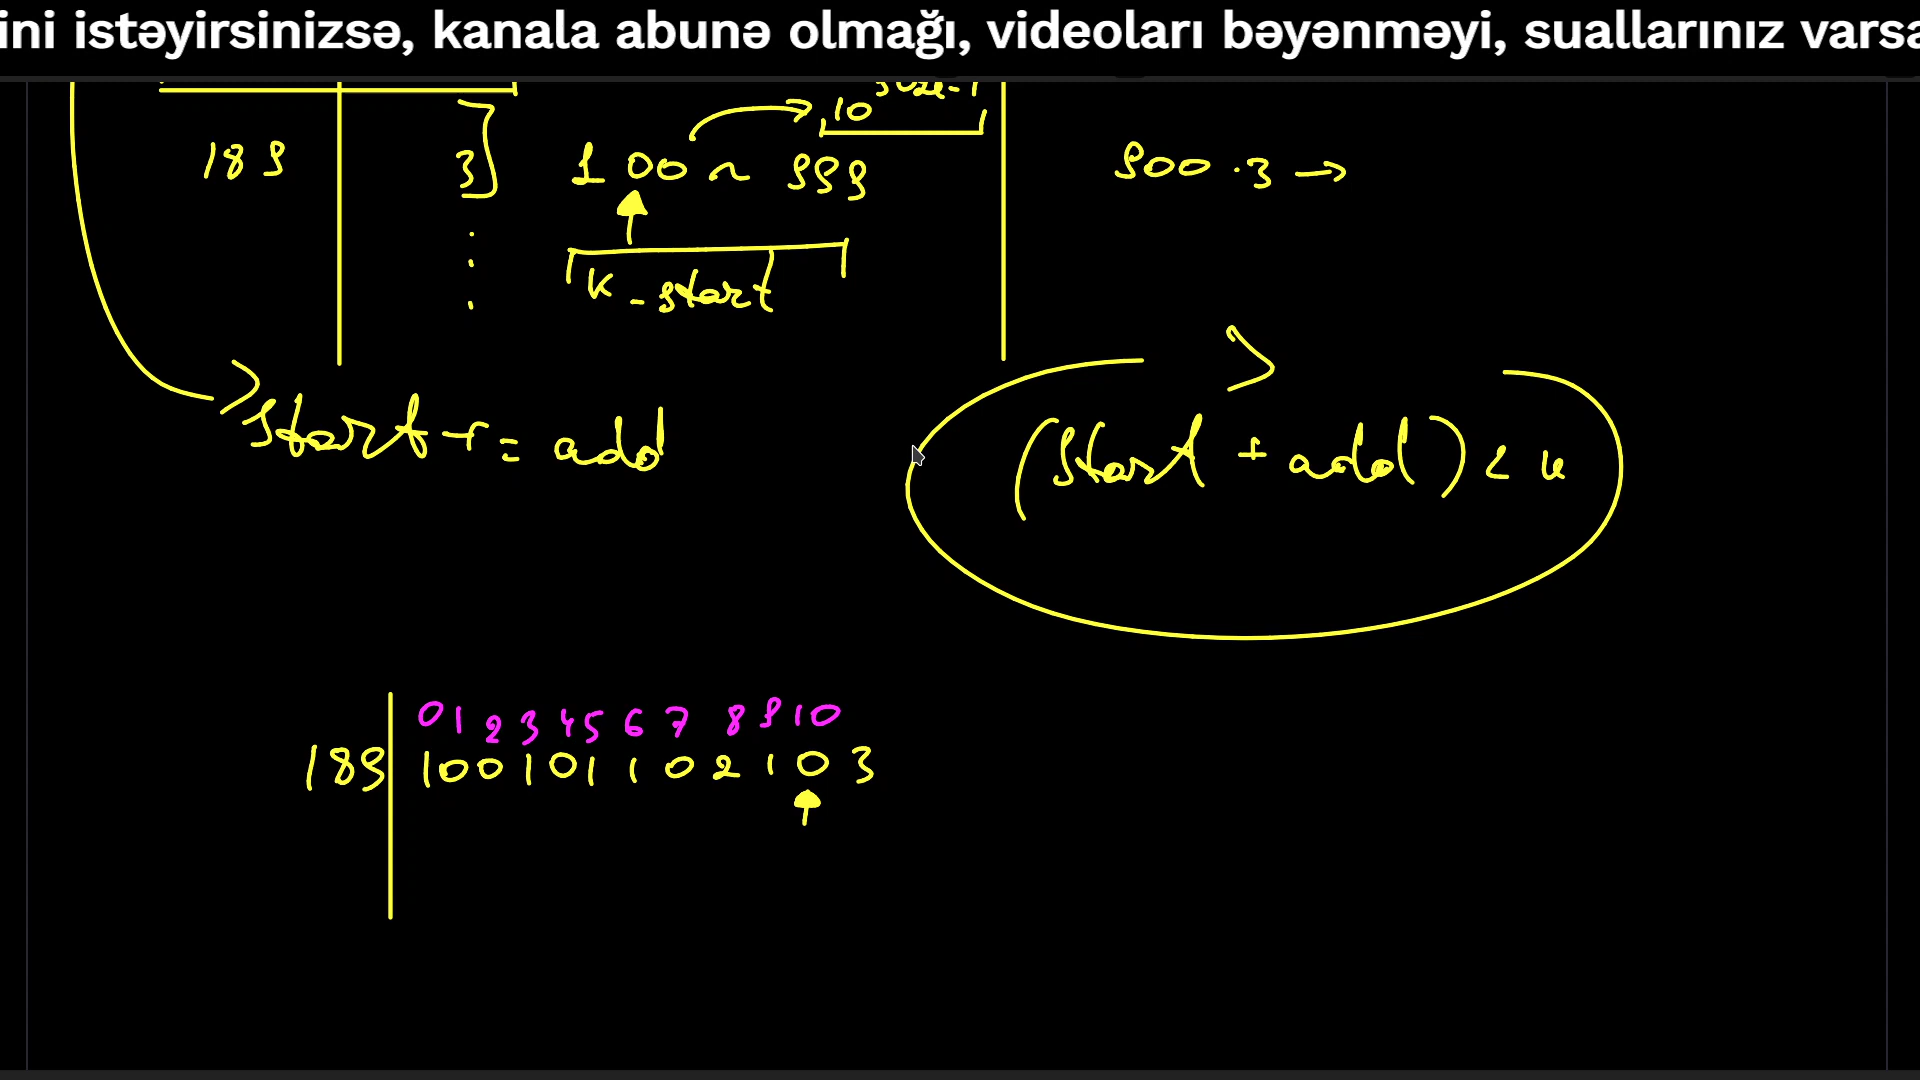 ini istəyirsinizsə, kanala abunə olmağı, videoları bəyənməyi, suallarınız varsa
189 3] 100 ~ 999 10 900 . 3 →
K - start
start += add
(start + add) < k
0 1 2 3 4 5 6 7 8 9 10
189 | 1 0 0 1 0 1 1 0 2 1 0 3